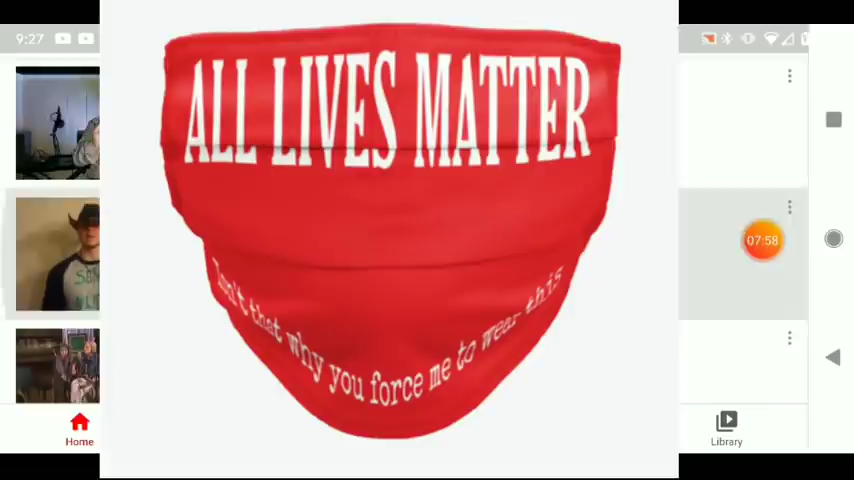 9:27
ALL LIVES MATTER
07:58
Isn't that why you force me to wear this
Home
Library